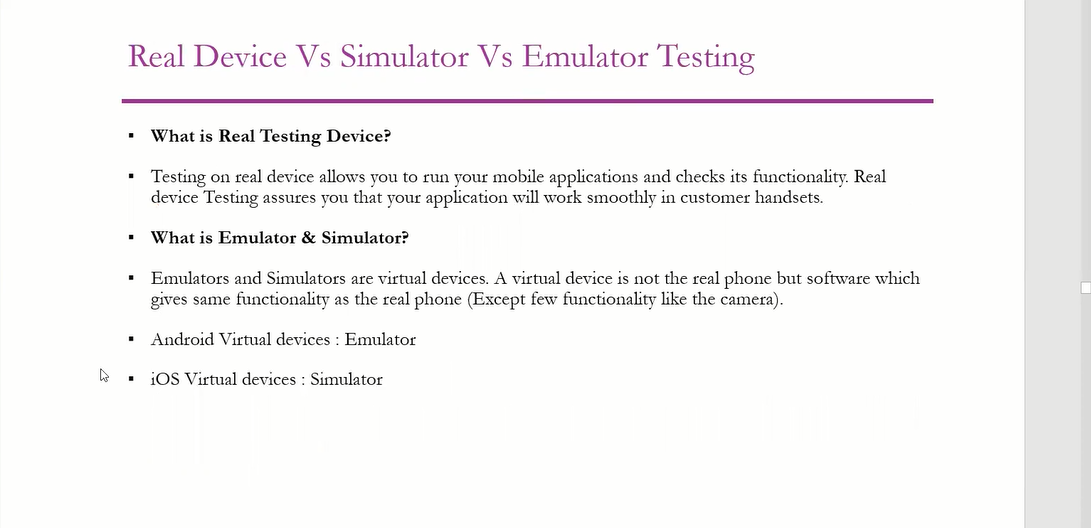 Real Device Vs Simulator Vs Emulator Testing
▪ What is Real Testing Device?
▪ Testing on real device allows you to run your mobile applications and checks its functionality. Real
device Testing assures you that your application will work smoothly in customer handsets.
▪ What is Emulator & Simulator?
▪ Emulators and Simulators are virtual devices. A virtual device is not the real phone but software which
gives same functionality as the real phone (Except few functionality like the camera).
▪ Android Virtual devices : Emulator
▪ iOS Virtual devices : Simulator